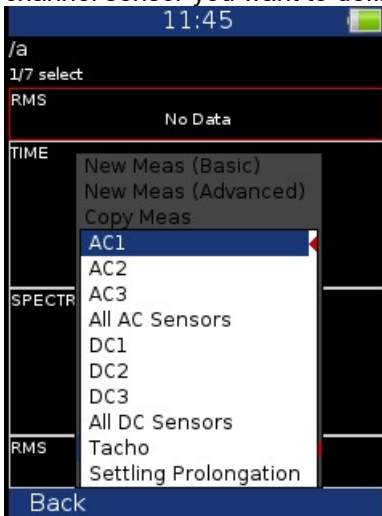 11:45
/a
1/7 select
RMS
No Data
TIME
New Meas (Basic)
New Meas (Advanced)
Copy Meas
AC1
AC2
AC3
All AC Sensors
SPECTR
DC1
DC2
DC3
All DC Sensors
RMS
Tacho
Settling Prolongation
Back